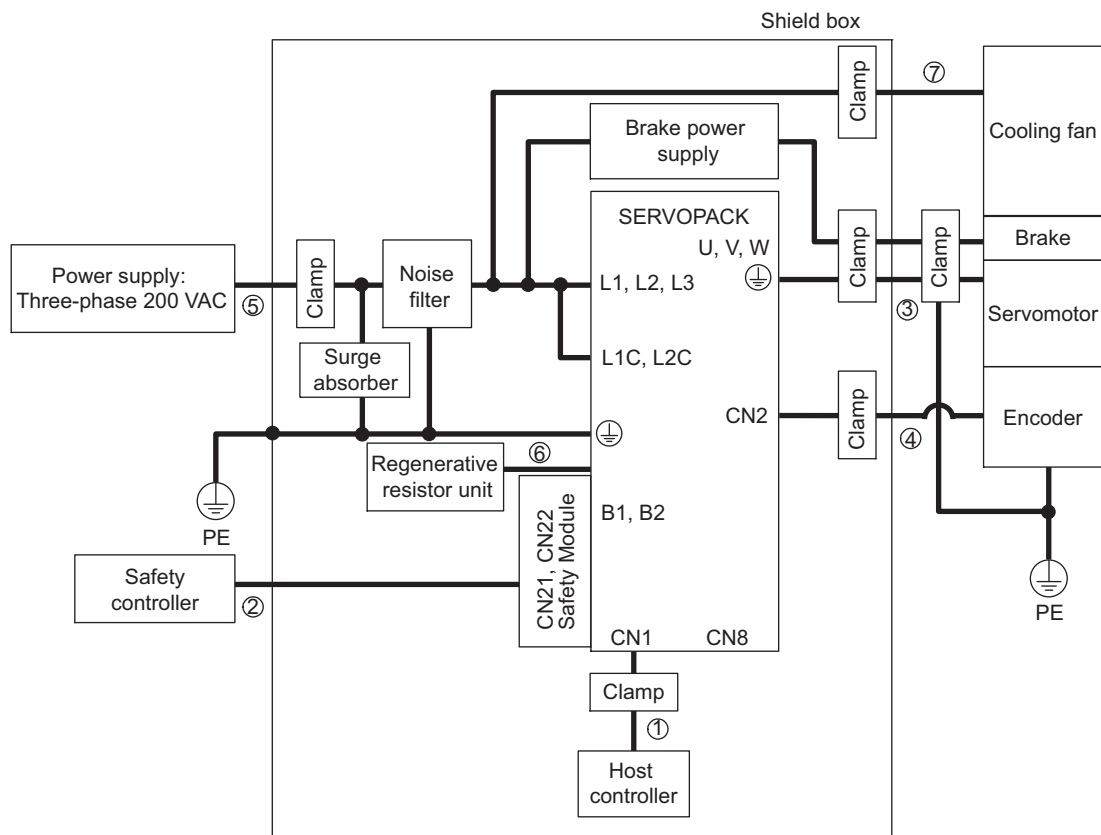 Shield box
Clamp
⑦
Cooling fan
Brake power
supply
SERVOPACK
U, V, W
Clamp
Clamp
Brake
Power supply:
Three-phase 200 VAC
⑤
Clamp
Noise
filter
L1, L2, L3
③
Servomotor
Surge
absorber
L1C, L2C
CN2
Clamp
④
Encoder
⑥
Regenerative
resistor unit
PE
B1, B2
CN21, CN22
Safety Module
Safety
controller
②
PE
CN1
CN8
Clamp
①
Host
controller